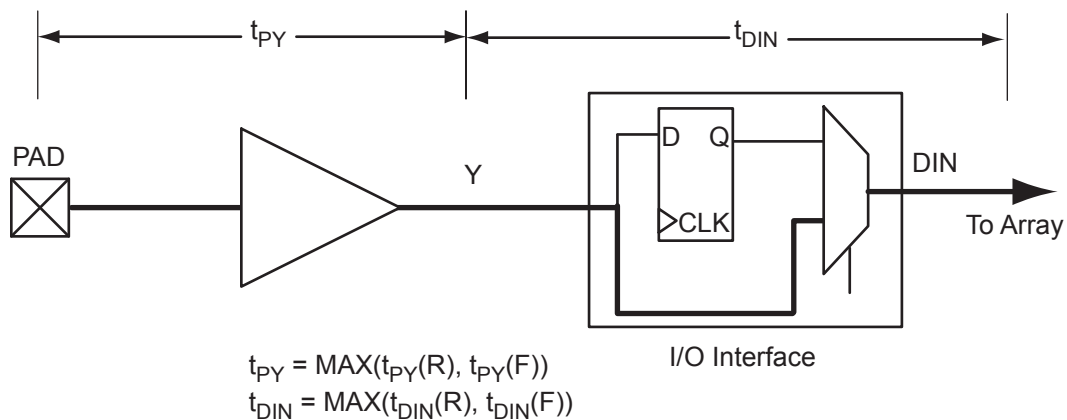 tPY
tDIN
PAD
Y
D Q
CLK
DIN
To Array
I/O Interface
tPY = MAX(tPY(R), tPY(F))
tDIN = MAX(tDIN(R), tDIN(F))